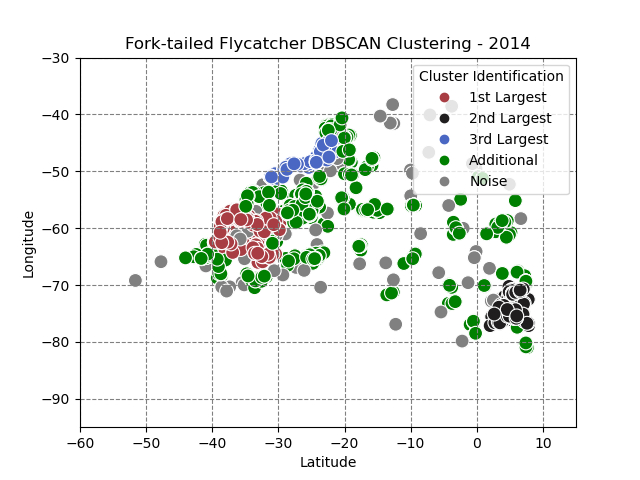 Fork-tailed Flycatcher DBSCAN Clustering - 2014
−30
−40
−50
−60
−70
−80
−90
Longitude
Cluster Identification
1st Largest
2nd Largest
3rd Largest
Additional
Noise
−60 −50 −40 −30 −20 −10 0 10
Latitude